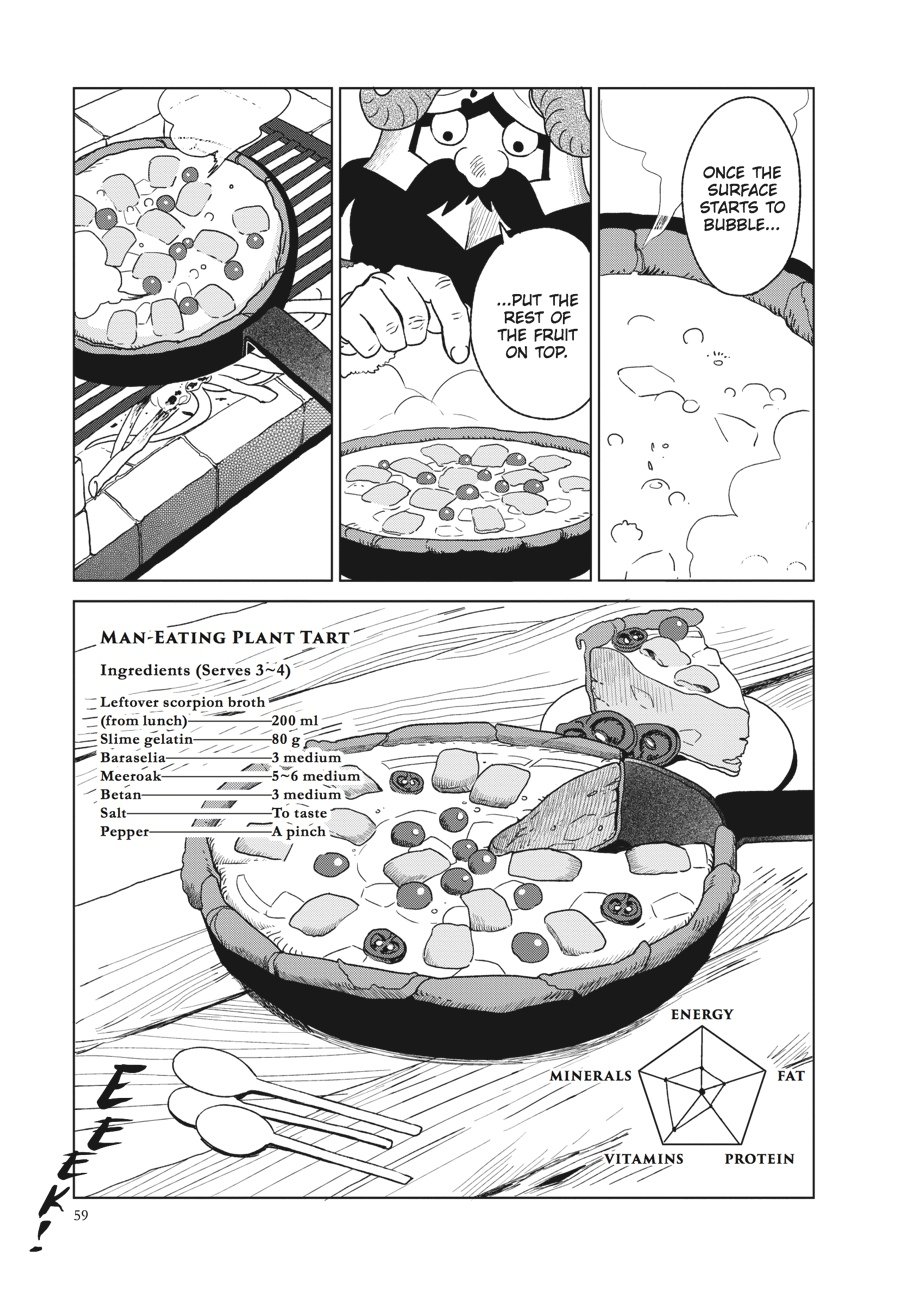 ONCE THE
SURFACE
STARTS TO
BUBBLE...
...PUT THE
REST OF
THE FRUIT
ON TOP.
MAN-EATING PLANT TART
Ingredients (Serves 3~4)
Leftover scorpion broth
(from lunch) 200 ml
Slime gelatin 80 g
Baraselia 3 medium
Meeroak 5~6 medium
Betan 3 medium
Salt To taste
Pepper A pinch
ENERGY
MINERALS
FAT
VITAMINS
PROTEIN
EEEK!
59